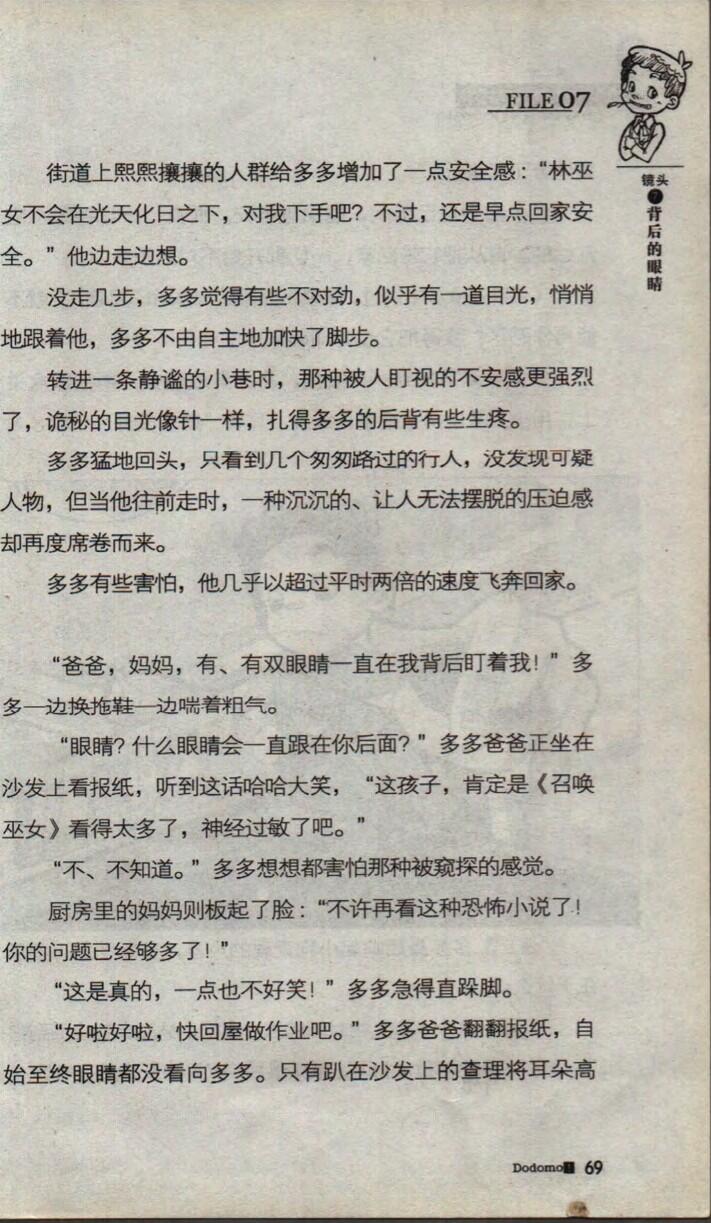 FILE 07
镜头
7
背后的眼睛
街道上熙熙攘攘的人群给多多增加了一点安全感：“林巫
女不会在光天化日之下，对我下手吧？不过，还是早点回家安
全。”他边走边想。
没走几步，多多觉得有些不对劲，似乎有一道目光，悄悄
地跟着他，多多不由自主地加快了脚步。
转进一条静谧的小巷时，那种被人盯视的不安感更强烈
了，诡秘的目光像针一样，扎得多多的后背有些生疼。
多多猛地回头，只看到几个匆匆路过的行人，没发现可疑
人物，但当他往前走时，一种沉沉的、让人无法摆脱的压迫感
却再度席卷而来。
多多有些害怕，他几乎以超过平时两倍的速度飞奔回家。
“爸爸，妈妈，有、有双眼睛一直在我背后盯着我！”多
多一边换拖鞋一边喘着粗气。
“眼睛？什么眼睛会一直跟在你后面？”多多爸爸正坐在
沙发上看报纸，听到这话哈哈大笑，“这孩子，肯定是《召唤
巫女》看得太多了，神经过敏了吧。”
“不、不知道。”多多想想都害怕那种被窥探的感觉。
厨房里的妈妈则板起了脸：“不许再看这种恐怖小说了！
你的问题已经够多了！”
“这是真的，一点也不好笑！”多多急得直跺脚。
“好啦好啦，快回屋做作业吧。”多多爸爸翻翻报纸，自
始至终眼睛都没看向多多。只有趴在沙发上的查理将耳朵高
Dodomo1 69